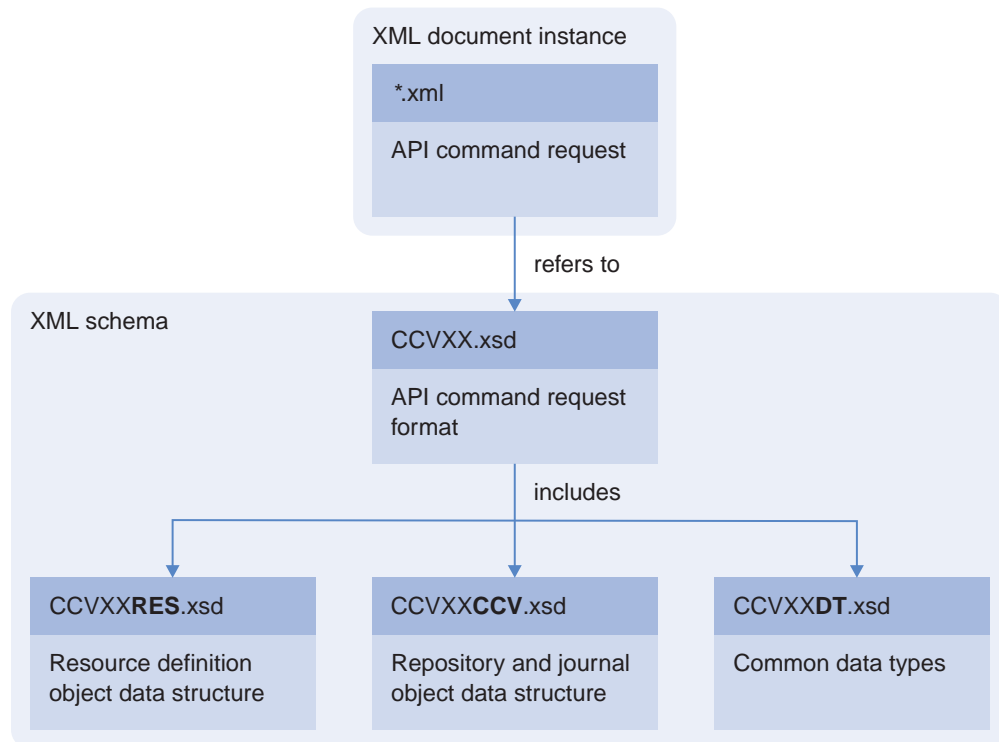 XML document instance
*.xml
API command request
refers to
XML schema
CCVXX.xsd
API command request
format
includes
CCVXXRES.xsd
Resource definition
object data structure
CCVXXCCV.xsd
Repository and journal
object data structure
CCVXXDT.xsd
Common data types